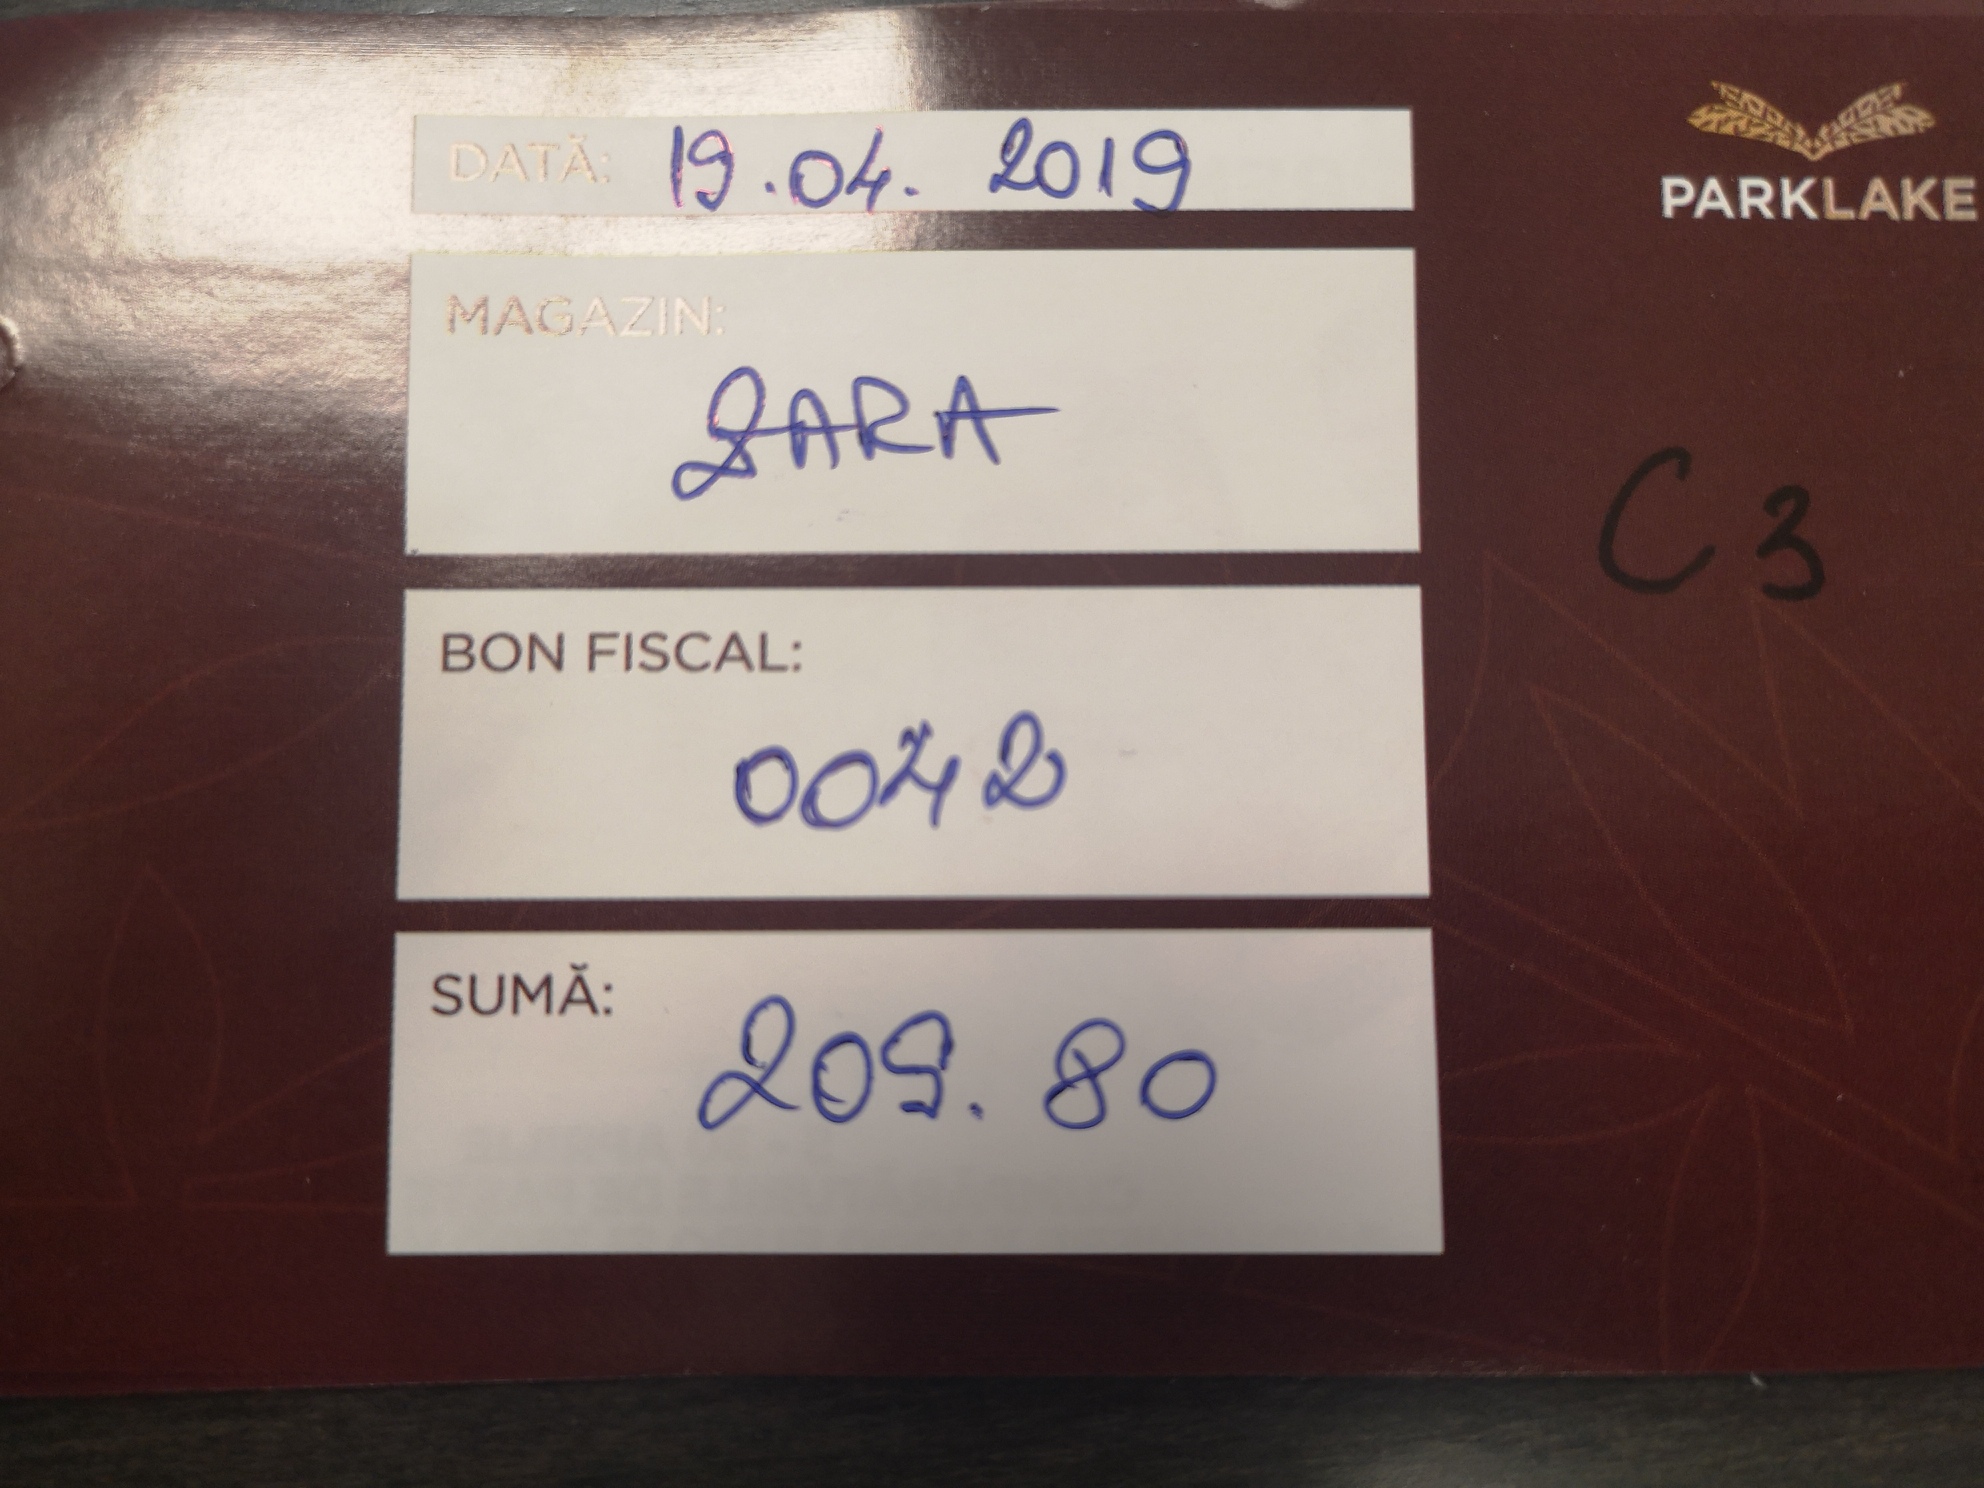 DATĂ: 19.04. 2019
PARKLAKE
MAGAZIN:
ZARA
C3
BON FISCAL:
0042
SUMĂ:
209.80